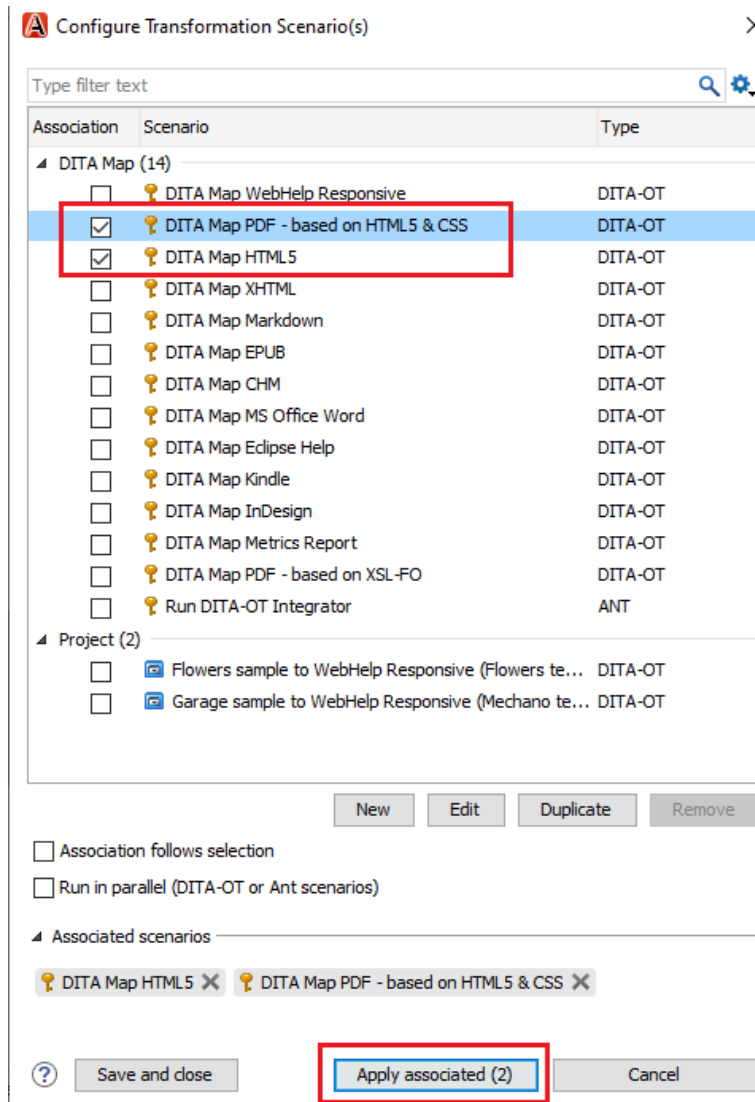 Configure Transformation Scenario(s)
Type filter text
Association Scenario Type
DITA Map (14)
DITA Map WebHelp Responsive DITA-OT
DITA Map PDF - based on HTML5 & CSS DITA-OT
DITA Map HTML5 DITA-OT
DITA Map XHTML DITA-OT
DITA Map Markdown DITA-OT
DITA Map EPUB DITA-OT
DITA Map CHM DITA-OT
DITA Map MS Office Word DITA-OT
DITA Map Eclipse Help DITA-OT
DITA Map Kindle DITA-OT
DITA Map InDesign DITA-OT
DITA Map Metrics Report DITA-OT
DITA Map PDF - based on XSL-FO DITA-OT
Run DITA-OT Integrator ANT
Project (2)
Flowers sample to WebHelp Responsive (Flowers te... DITA-OT
Garage sample to WebHelp Responsive (Mechano te... DITA-OT
New Edit Duplicate Remove
Association follows selection
Run in parallel (DITA-OT or Ant scenarios)
Associated scenarios
DITA Map HTML5 DITA Map PDF - based on HTML5 & CSS
? Save and close Apply associated (2) Cancel